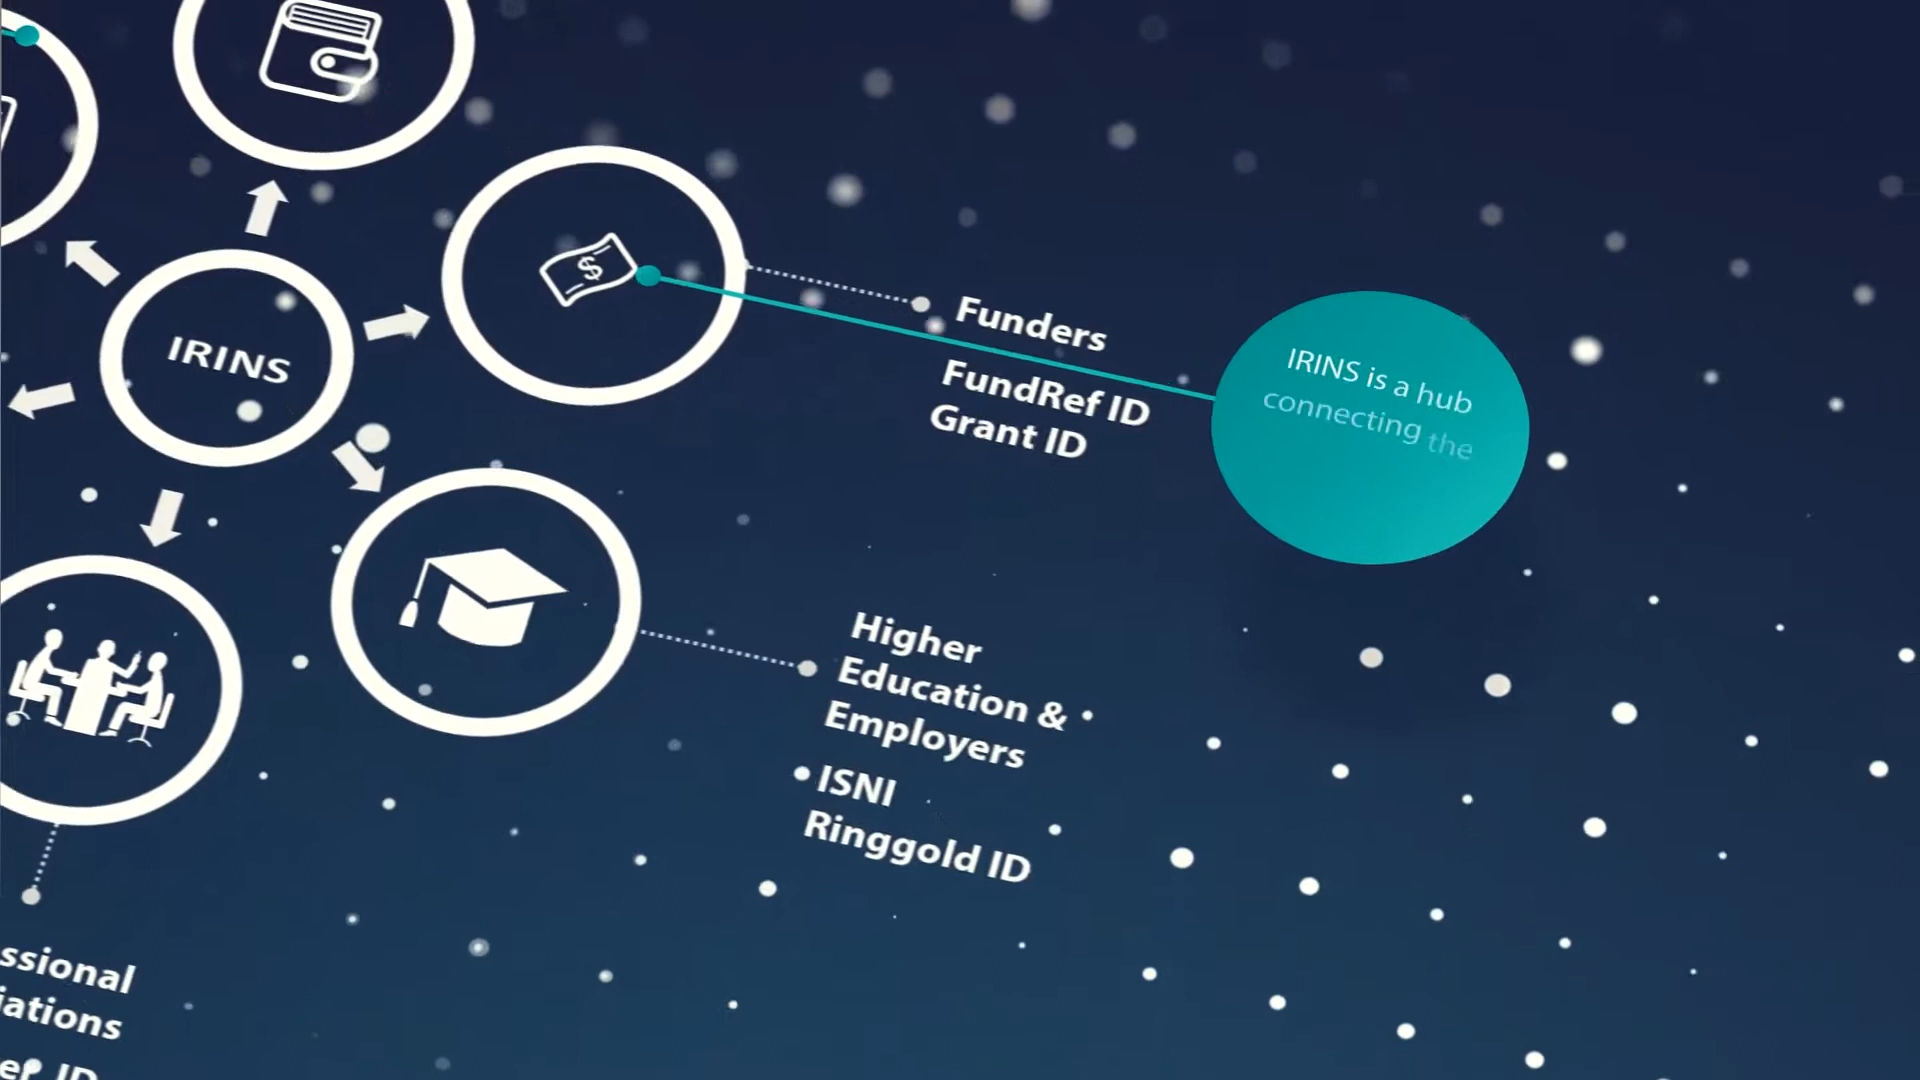 IRINS
$
Funders
FundRef ID
Grant ID
IRINS is a hub
connecting the
Higher
Education &
Employers
ISNI
Ringgold ID
ssional
iations
ID